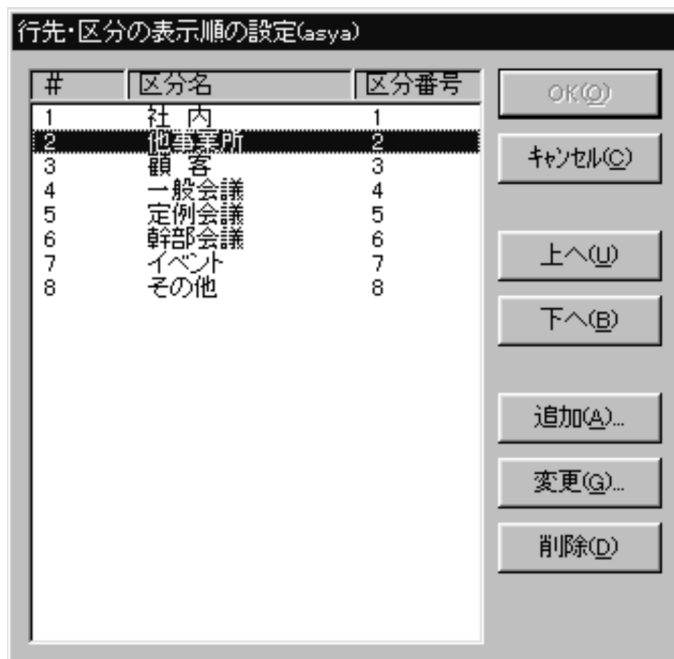 行先・区分の表示順の設定(asya)
# 区分名 区分番号
1 社 内 1
2 他事業所 2
3 顧 客 3
4 一般会議 4
5 定例会議 5
6 幹部会議 6
7 イベント 7
8 その他 8
OK(O)
キャンセル(C)
上へ(U)
下へ(B)
追加(A)...
変更(G)...
削除(D)